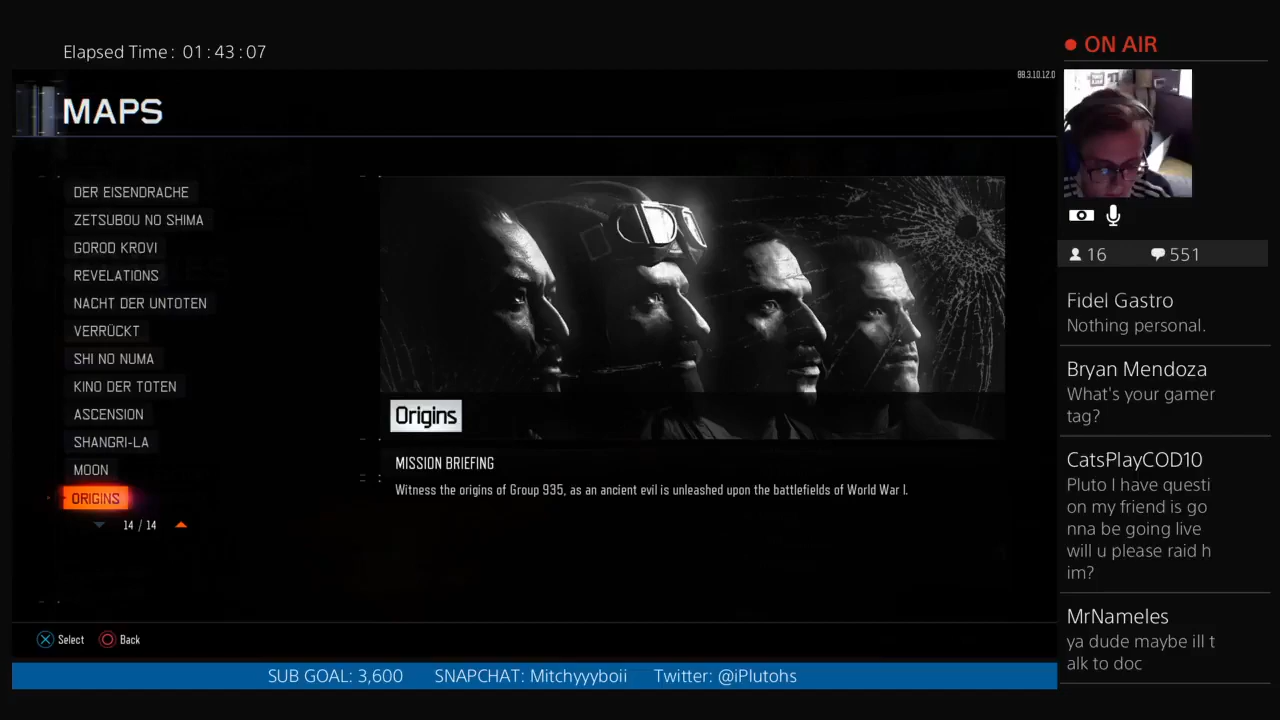 Elapsed Time: 01:43:07
88.3.10.12.0
MAPS
DER EISENDRACHE
ZETSUBOU NO SHIMA
GOROD KROVI
REVELATIONS
NACHT DER UNTOTEN
VERRÜCKT
SHI NO NUMA
KINO DER TOTEN
ASCENSION
SHANGRI-LA
MOON
ORIGINS
14 / 14
Origins
MISSION BRIEFING
Witness the origins of Group 935, as an ancient evil is unleashed upon the battlefields of World War I.
Select Back
SUB GOAL: 3,600 SNAPCHAT: Mitchyyyboii Twitter: @iPlutohs
ON AIR
16 551
Fidel Gastro
Nothing personal.
Bryan Mendoza
What's your gamer
tag?
CatsPlayCOD10
Pluto I have questi
on my friend is go
nna be going live
will u please raid h
im?
MrNameles
ya dude maybe ill t
alk to doc